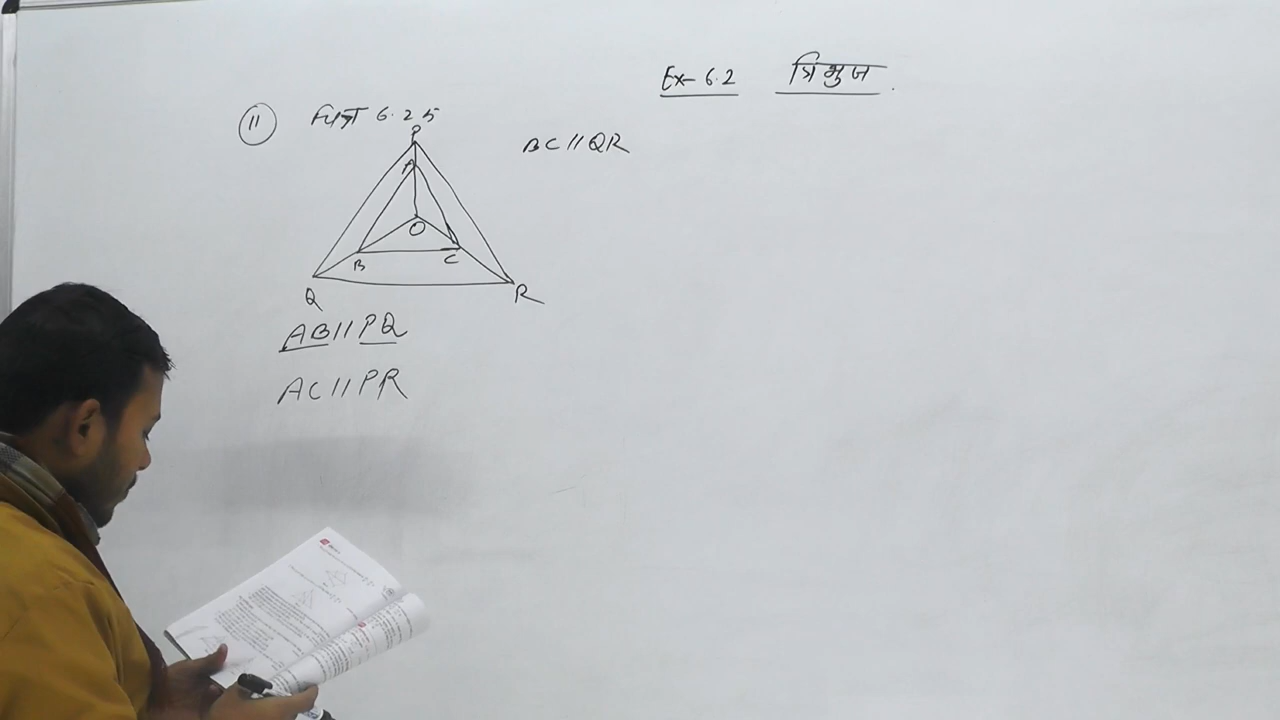 Ex-6.2 त्रिभुज
11 चित्र 6.25
BC//QR
P
A
O
B C
Q R
AB//PQ
AC//PR